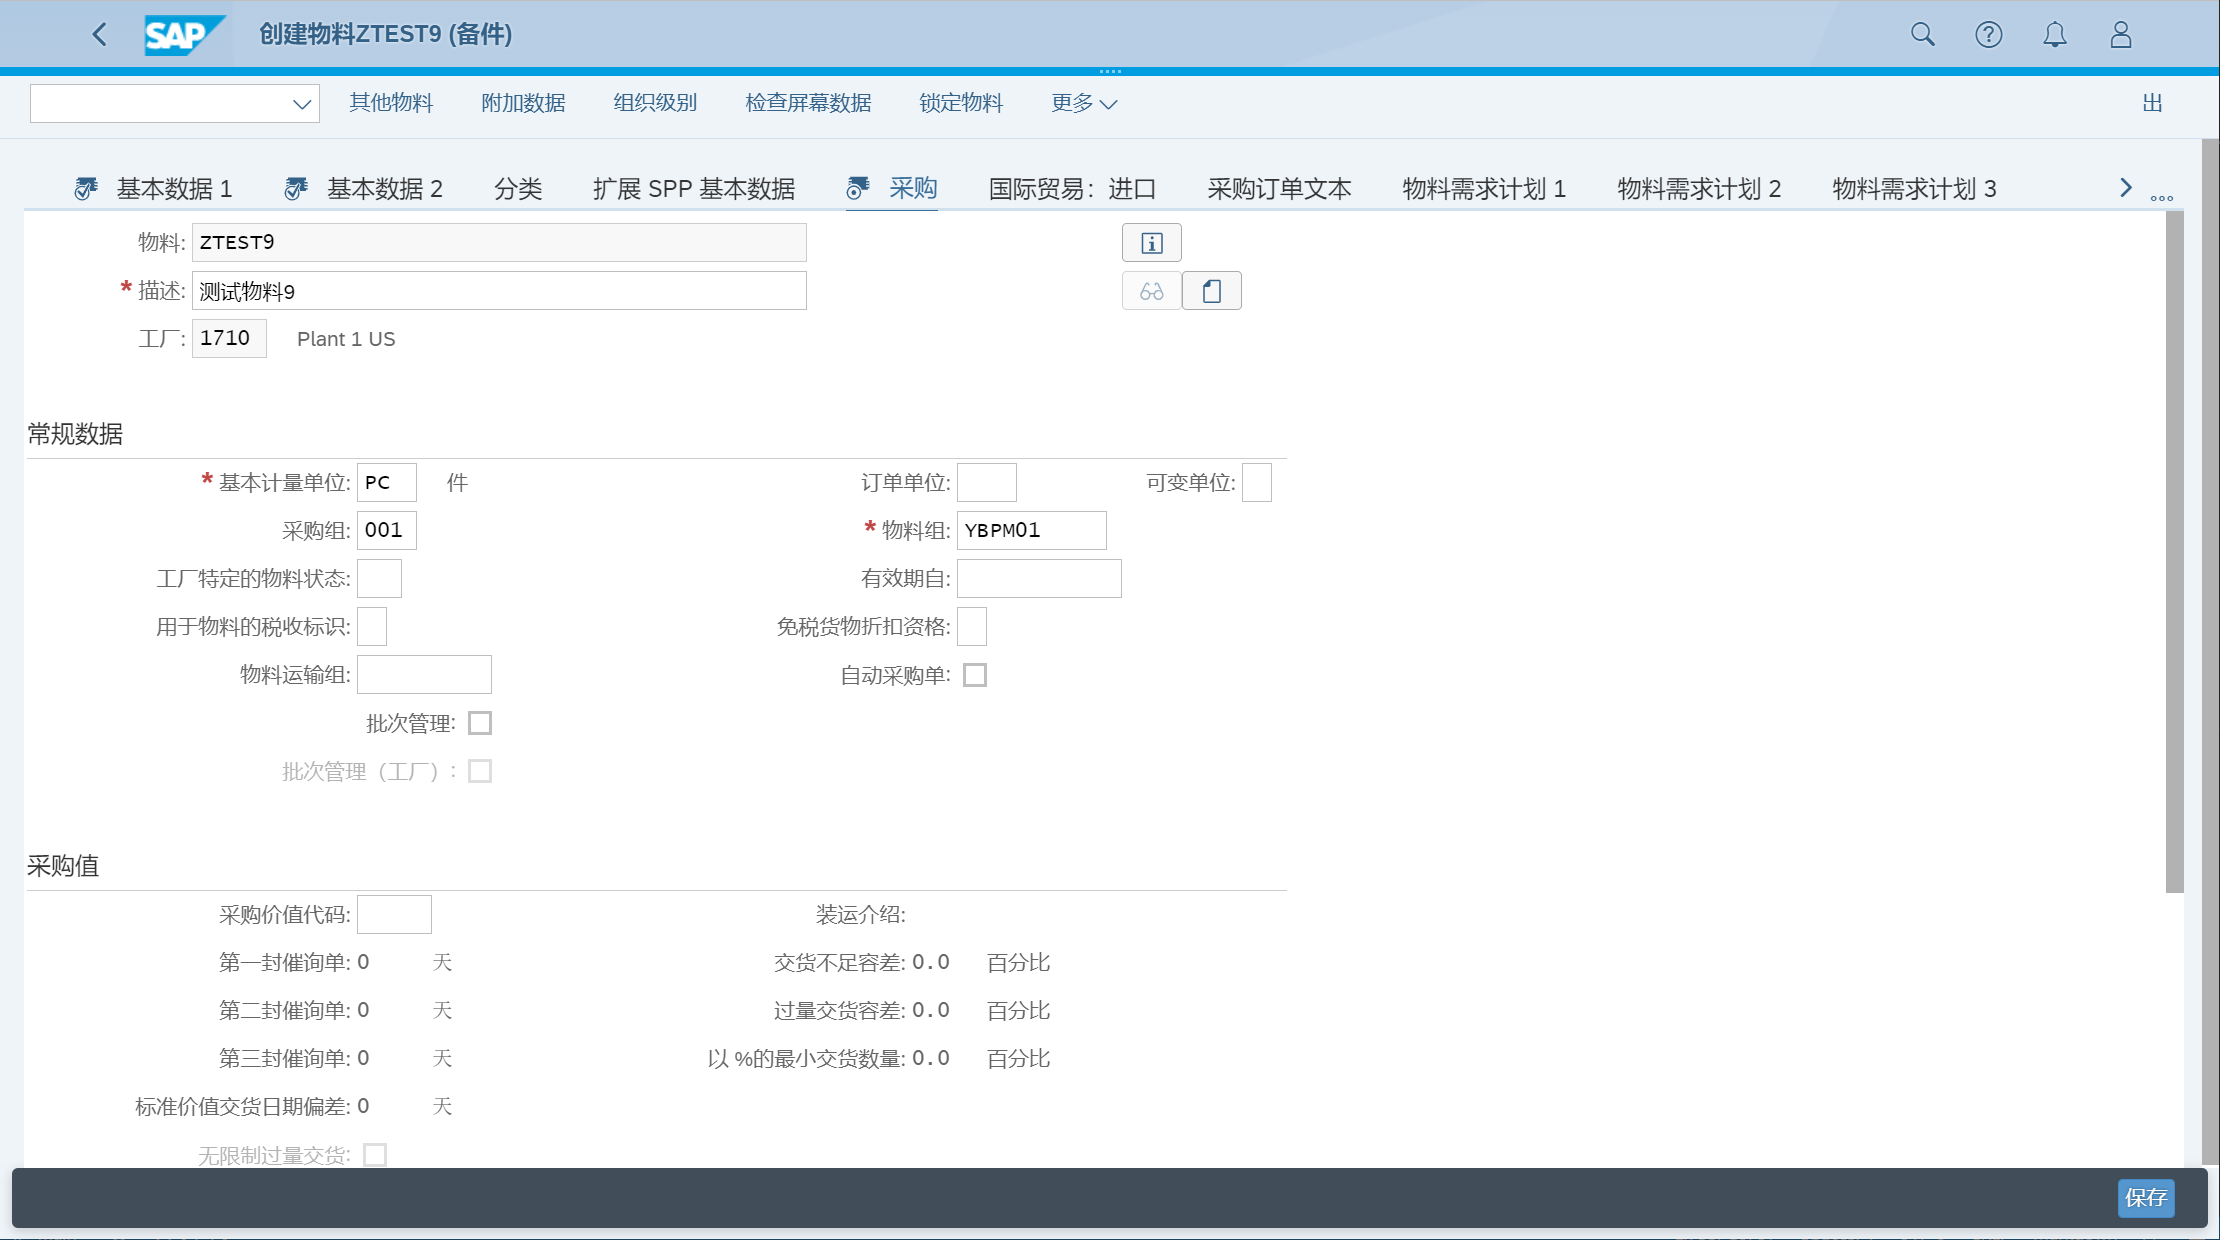 SAP 创建物料ZTEST9 (备件)
其他物料 附加数据 组织级别 检查屏幕数据 锁定物料 更多 出
基本数据 1 基本数据 2 分类 扩展 SPP 基本数据 采购 国际贸易：进口 采购订单文本 物料需求计划 1 物料需求计划 2 物料需求计划 3
物料: ZTEST9
* 描述: 测试物料9
工厂: 1710 Plant 1 US
常规数据
* 基本计量单位: PC 件 订单单位: 可变单位:
采购组: 001 * 物料组: YBPM01
工厂特定的物料状态: 有效期自:
用于物料的税收标识: 免税货物折扣资格:
物料运输组: 自动采购单:
批次管理:
批次管理（工厂）:
采购值
采购价值代码: 装运介绍:
第一封催询单: 0 天 交货不足容差: 0.0 百分比
第二封催询单: 0 天 过量交货容差: 0.0 百分比
第三封催询单: 0 天 以 %的最小交货数量: 0.0 百分比
标准价值交货日期偏差: 0 天
无限制过量交货:
保存